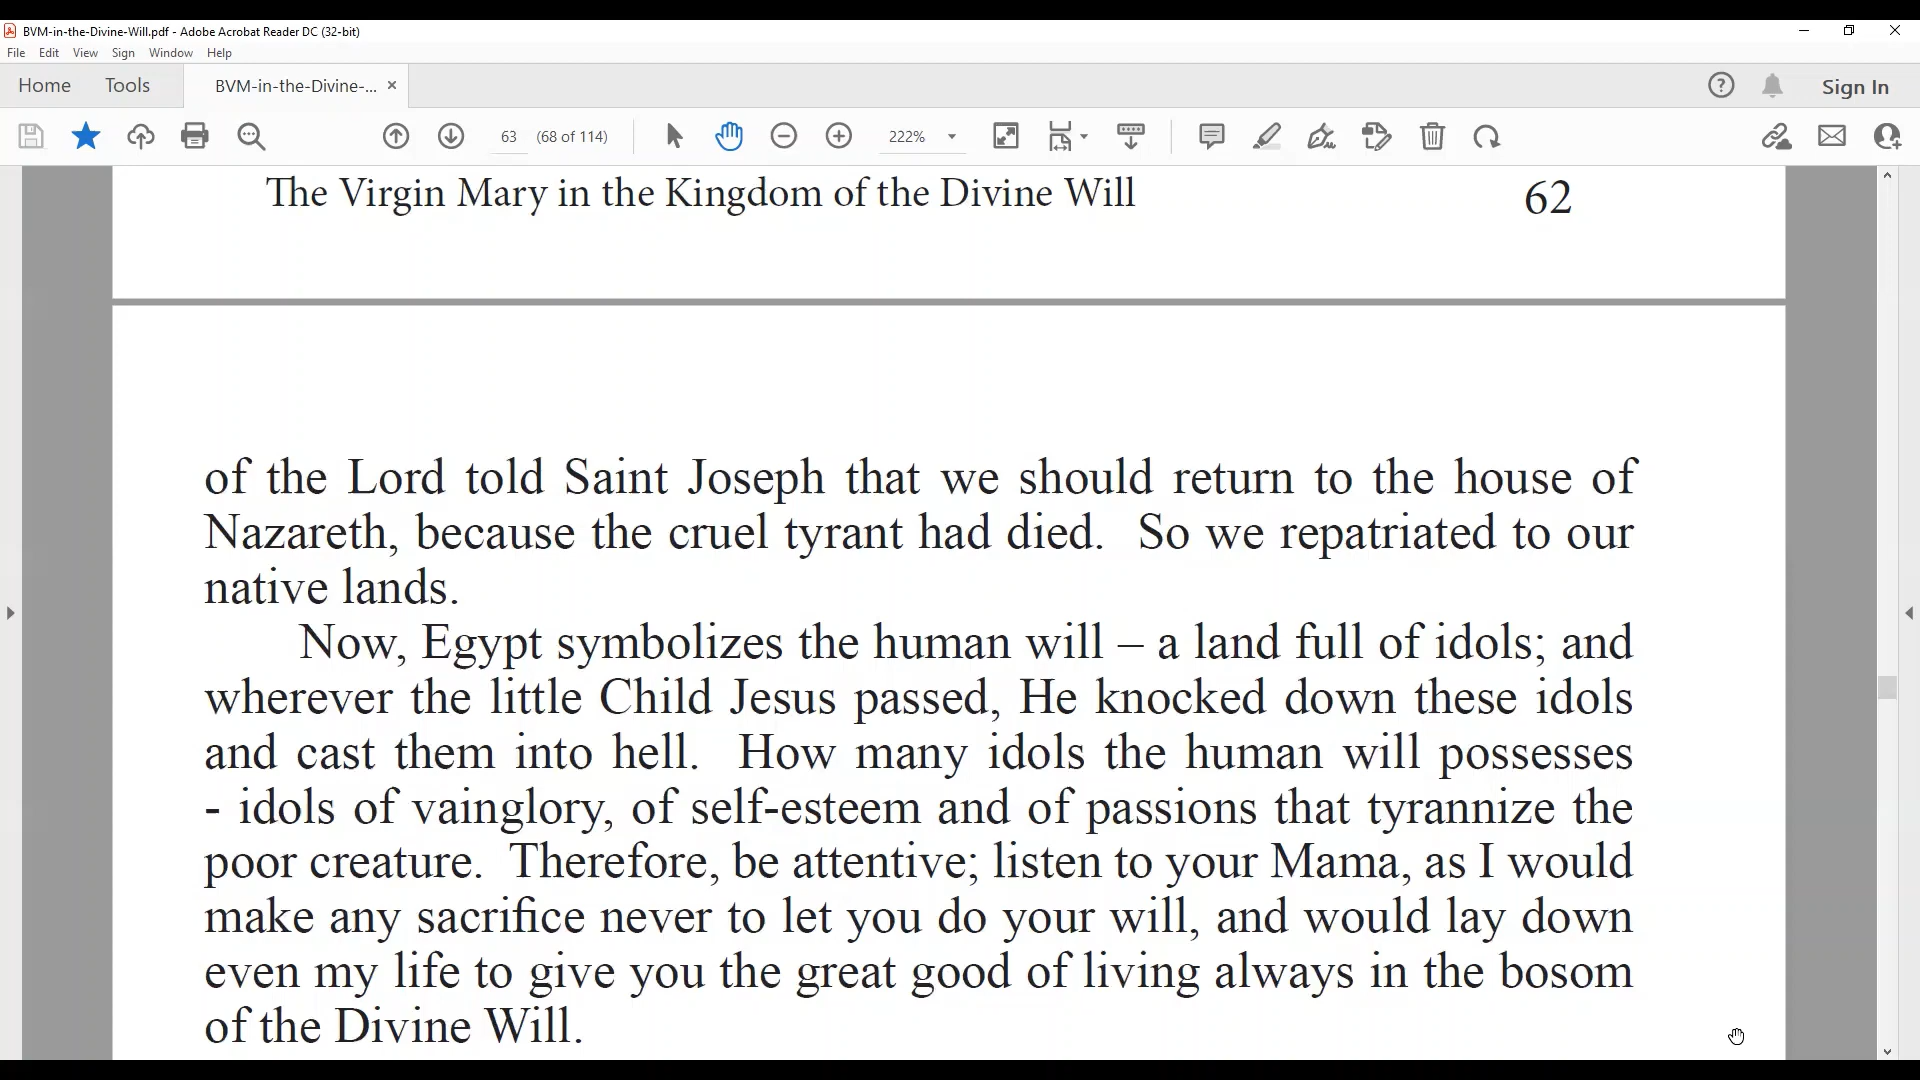 BVM-in-the-Divine-Will.pdf - Adobe Acrobat Reader DC (32-bit)
File Edit View Sign Window Help
Home Tools BVM-in-the-Divine-... × Sign In
63 (68 of 114) 222%
The Virgin Mary in the Kingdom of the Divine Will 62
of the Lord told Saint Joseph that we should return to the house of
Nazareth, because the cruel tyrant had died. So we repatriated to our
native lands.
Now, Egypt symbolizes the human will – a land full of idols; and
wherever the little Child Jesus passed, He knocked down these idols
and cast them into hell. How many idols the human will possesses
- idols of vainglory, of self-esteem and of passions that tyrannize the
poor creature. Therefore, be attentive; listen to your Mama, as I would
make any sacrifice never to let you do your will, and would lay down
even my life to give you the great good of living always in the bosom
of the Divine Will.